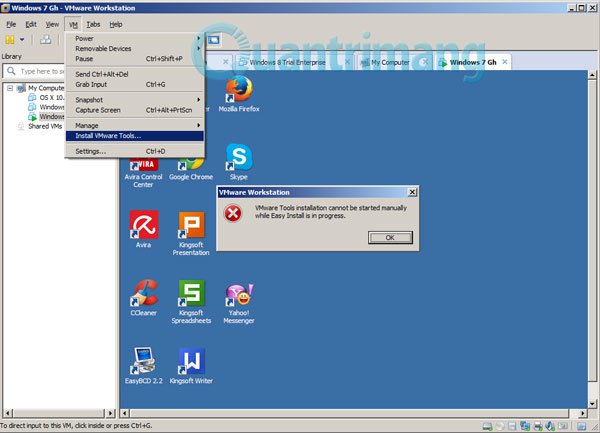 Windows 7 Gh - VMware Workstation
File Edit View VM Tabs Help
Quantrimang
Power
Removable Devices
Pause Ctrl+Shift+P
Send Ctrl+Alt+Del
Grab Input Ctrl+G
Snapshot
Capture Screen Ctrl+Alt+PrtScn
Manage
Install VMware Tools...
Settings... Ctrl+D
Library
Type here to se
My Compute
OS X 10.
Windows
Windows
Shared VMs
Windows 8 Trial Enterprise
My Computer
Windows 7 Gh
Mozilla Firefox
AVIRA
Avira Control Center
Google Chrome
Skype
VMware Workstation
VMware Tools installation cannot be started manually
while Easy Install is in progress.
OK
Avira
Kingsoft Presentation
CCleaner
Kingsoft Spreadsheets
Yahoo! Messenger
EasyBCD 2.2
Kingsoft Writer
To direct input to this VM, click inside or press Ctrl+G.